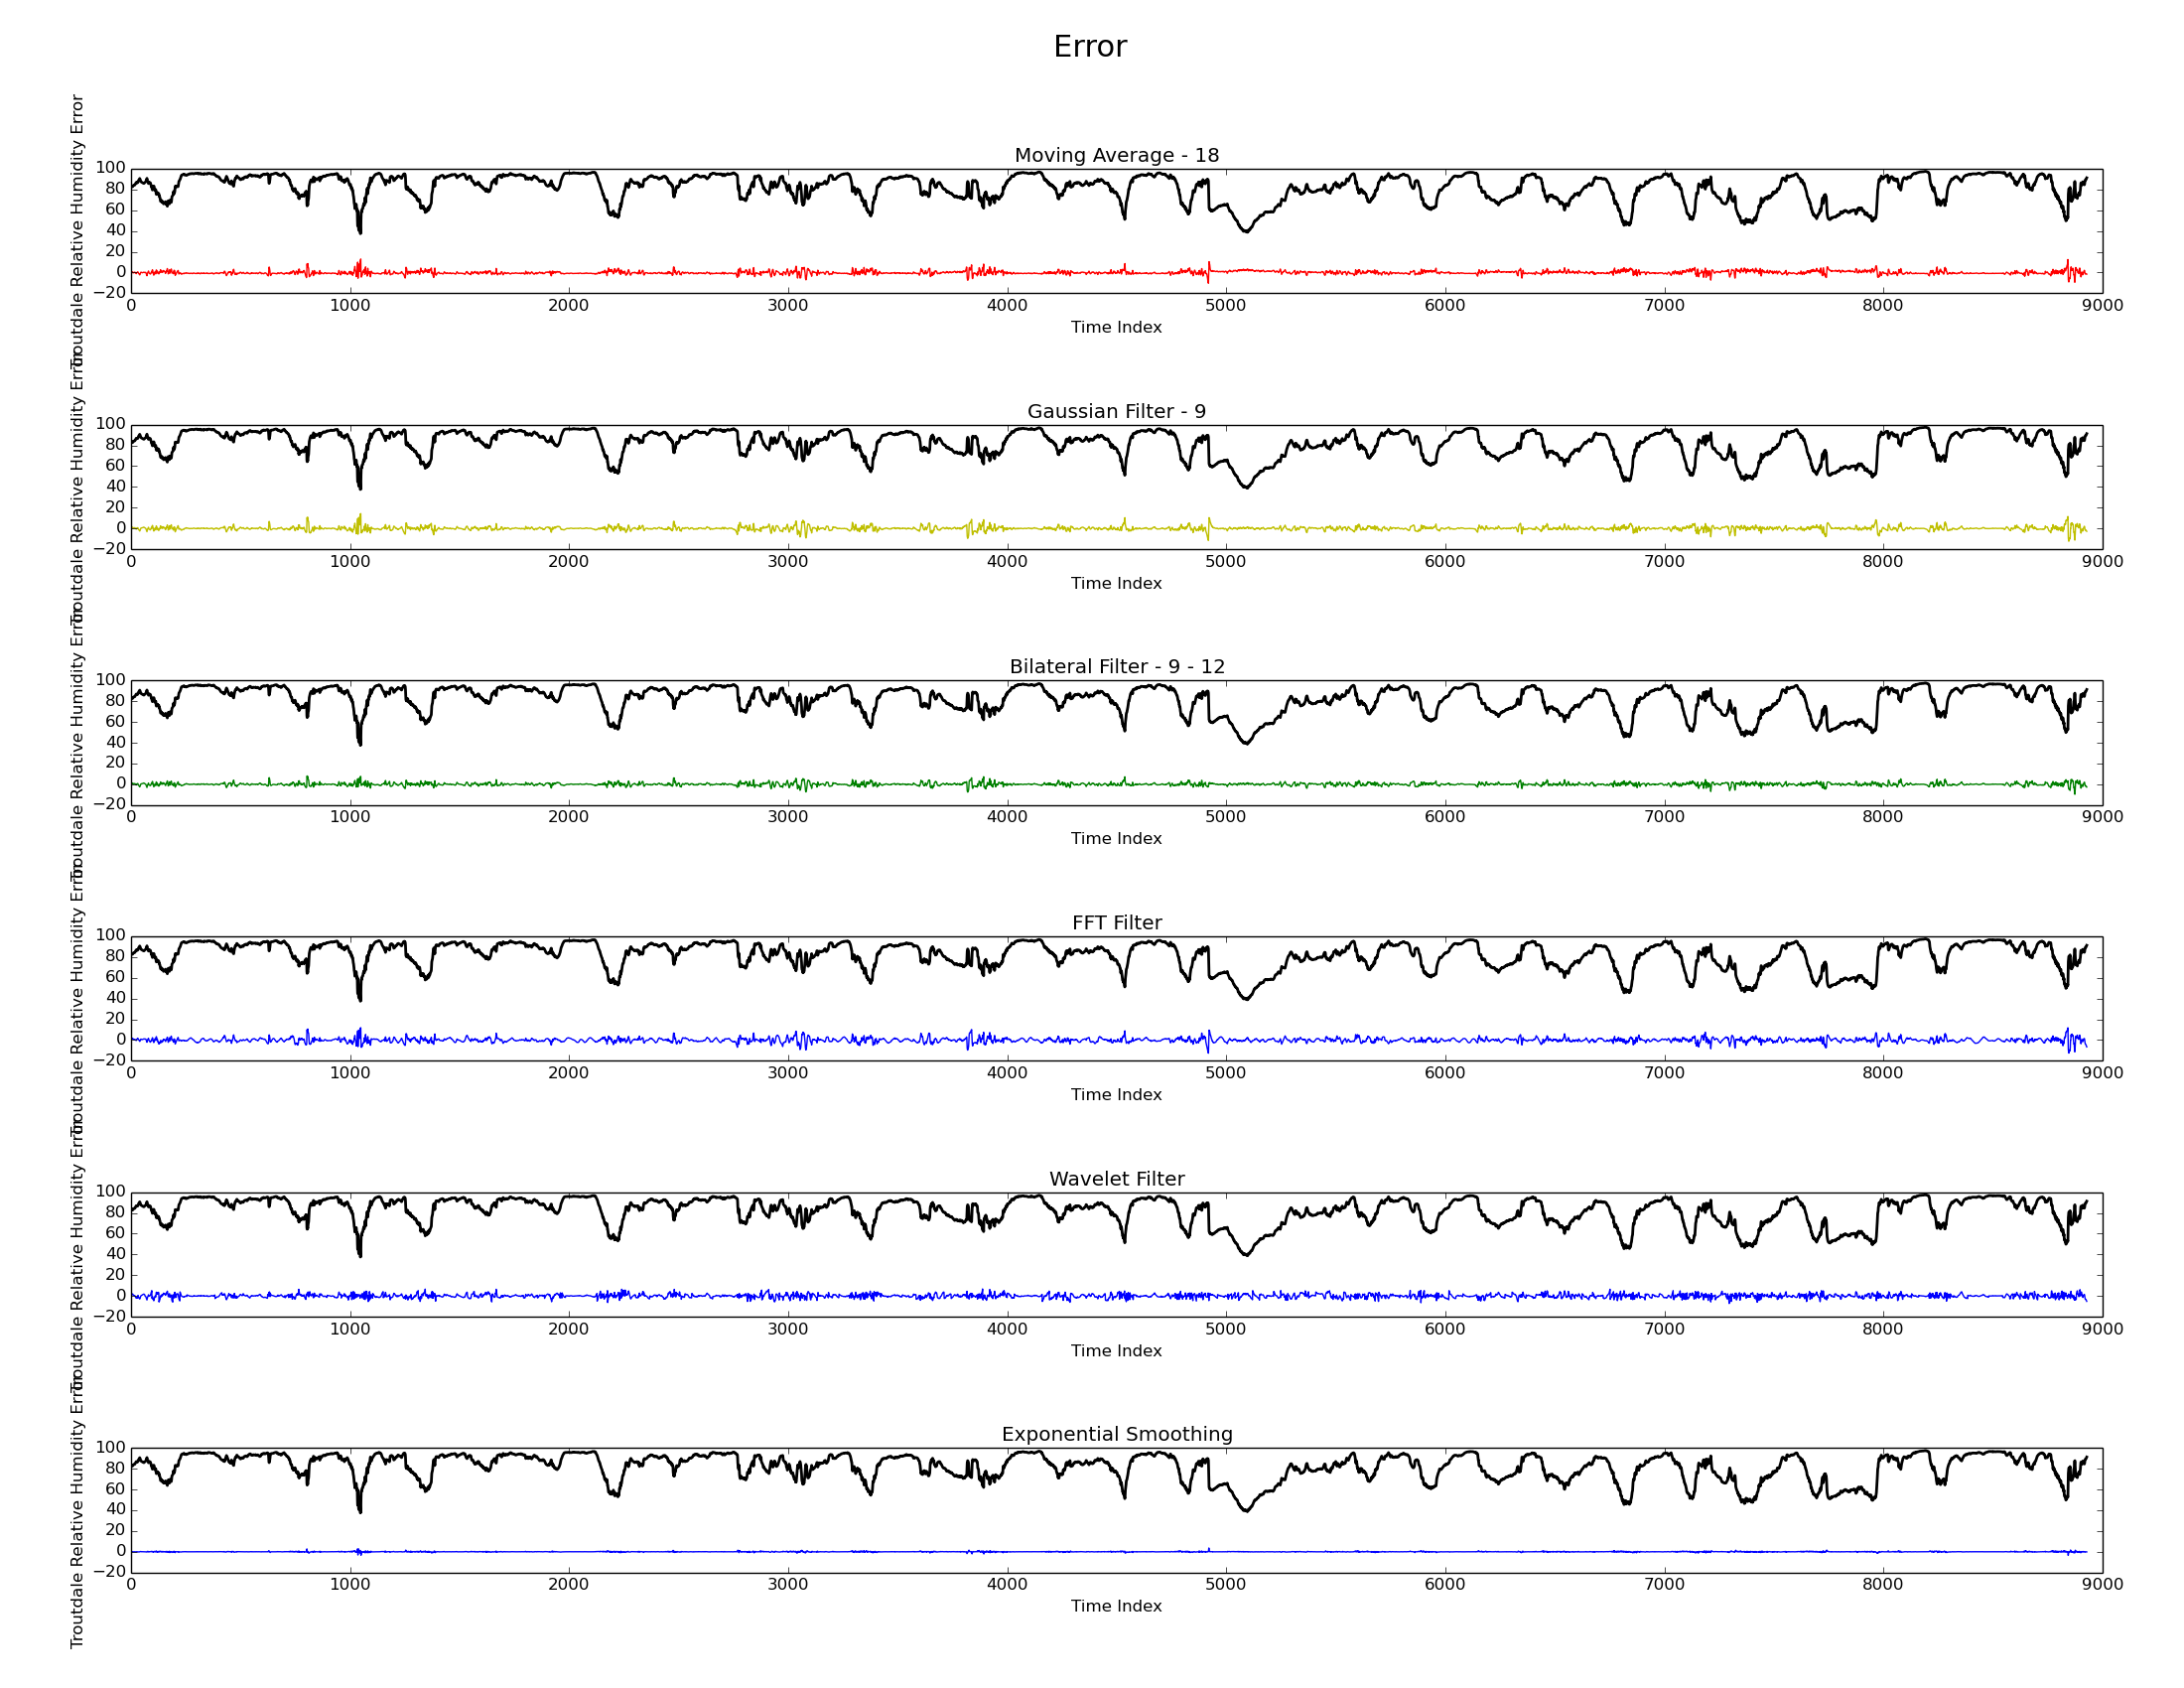 Error
Moving Average - 18
Troutdale Relative Humidity Error
100
80
60
40
20
0
−20
0 1000 2000 3000 4000 5000 6000 7000 8000 9000
Time Index
Gaussian Filter - 9
Troutdale Relative Humidity Error
100
80
60
40
20
0
−20
0 1000 2000 3000 4000 5000 6000 7000 8000 9000
Time Index
Bilateral Filter - 9 - 12
Troutdale Relative Humidity Error
100
80
60
40
20
0
−20
0 1000 2000 3000 4000 5000 6000 7000 8000 9000
Time Index
FFT Filter
Troutdale Relative Humidity Error
100
80
60
40
20
0
−20
0 1000 2000 3000 4000 5000 6000 7000 8000 9000
Time Index
Wavelet Filter
Troutdale Relative Humidity Error
100
80
60
40
20
0
−20
0 1000 2000 3000 4000 5000 6000 7000 8000 9000
Time Index
Exponential Smoothing
Troutdale Relative Humidity Error
100
80
60
40
20
0
−20
0 1000 2000 3000 4000 5000 6000 7000 8000 9000
Time Index